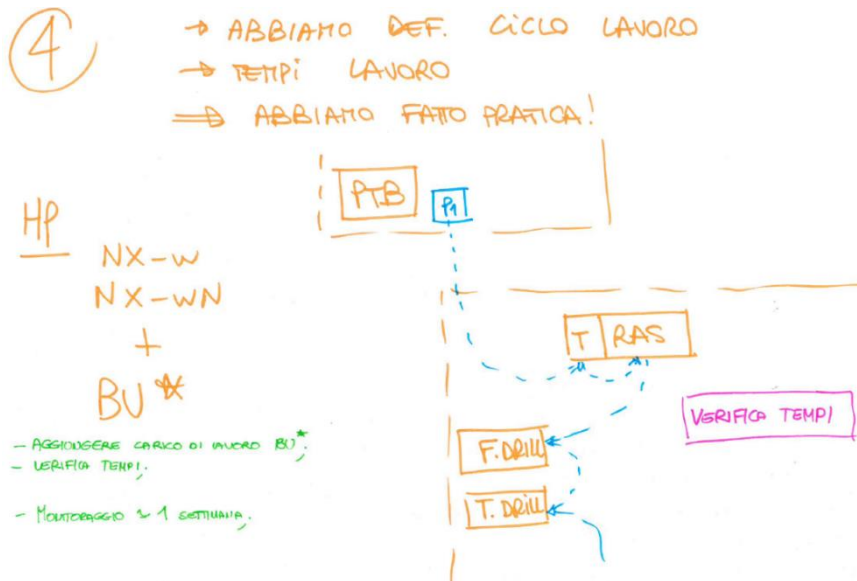 4
→ ABBIAMO DEF. CICLO LAVORO
→ TEMPI LAVORO
⇒ ABBIAMO FATTO PRATICA!
PTB
P1
HP
NX-W
NX-WN
+
BU*
T RAS
VERIFICA TEMPI
- AGGIUNGERE CARICO DI LAVORO BU*;
- VERIFICA TEMPI;
- MONITORAGGIO ~ 1 SETTIMANA;
F. DRILL
T. DRILL